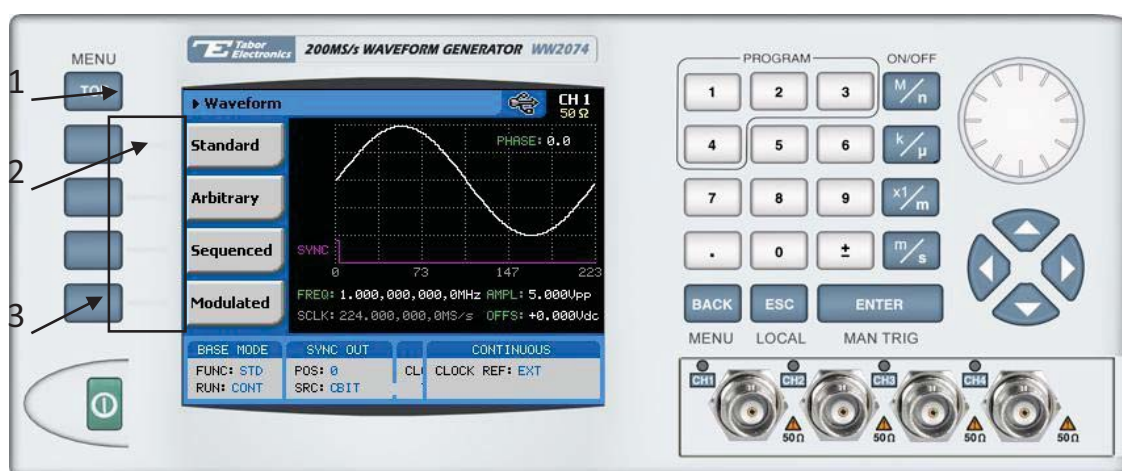 Tabor Electronics 200MS/s WAVEFORM GENERATOR WW2074
MENU
TOP
1
2
3
Waveform
CH 1
50 Ω
Standard
Arbitrary
Sequenced
Modulated
PHASE: 0.0
SYNC
0 73 147 223
FREQ: 1.000,000,000,0MHz AMPL: 5.000Vpp
SCLK: 224.000,000,0MS/s OFFS: +0.000Vdc
BASE MODE SYNC OUT CONTINUOUS
FUNC: STD POS: 0 CL CLOCK REF: EXT
RUN: CONT SRC: CBIT
PROGRAM ON/OFF
1 2 3 M/n
4 5 6 k/µ
7 8 9 x1/m
. 0 ± m/s
BACK ESC ENTER
MENU LOCAL MAN TRIG
CH1 CH2 CH3 CH4
50Ω 50Ω 50Ω 50Ω